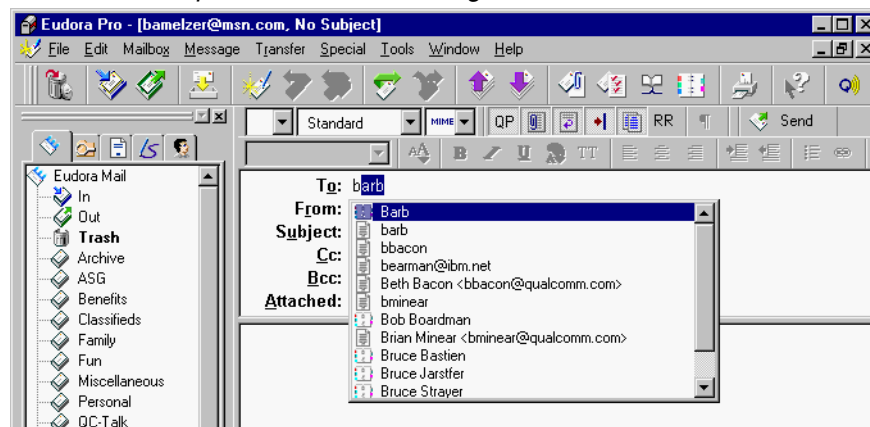 Eudora Pro - [bamelzer@msn.com, No Subject]
File Edit Mailbox Message Transfer Special Tools Window Help
Standard MIME QP RR ¶ Send
B I U TT
Eudora Mail
In
Out
Trash
Archive
ASG
Benefits
Classifieds
Family
Fun
Miscellaneous
Personal
QC-Talk
To: barb
From:
Subject:
Cc:
Bcc:
Attached:
Barb
barb
bbacon
bearman@ibm.net
Beth Bacon <bbacon@qualcomm.com>
bminear
Bob Boardman
Brian Minear <bminear@qualcomm.com>
Bruce Bastien
Bruce Jarstfer
Bruce Strayer